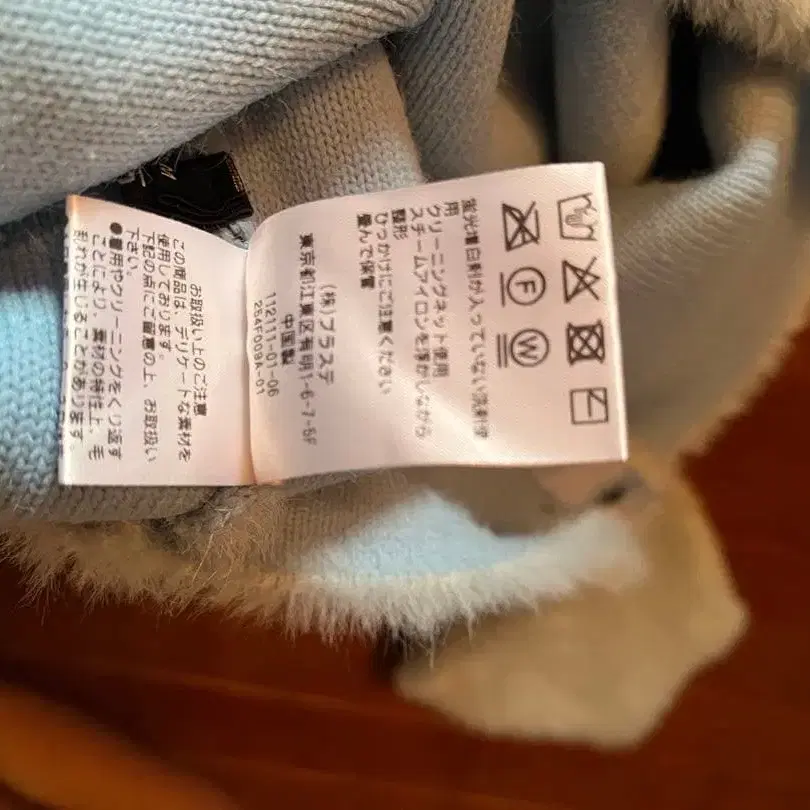 蛍光増白剤が入っていない洗剤使
用
クリーニングネット使用
スチームアイロンを浮かしながら
整形
ひっかけにご注意ください
畳んで保管
(株)プラステ
東京都江東区有明1-6-7-5F
中国製
112111-01-06
254F009A-01
お取扱い上のご注意
この商品は、デリケートな素材を
使用しております。
下記の点にご留意の上、お取扱い
下さい。
●着用やクリーニングをくり返す
ことにより、素材の特性上、毛
乱れが生じることがあります。
F
W